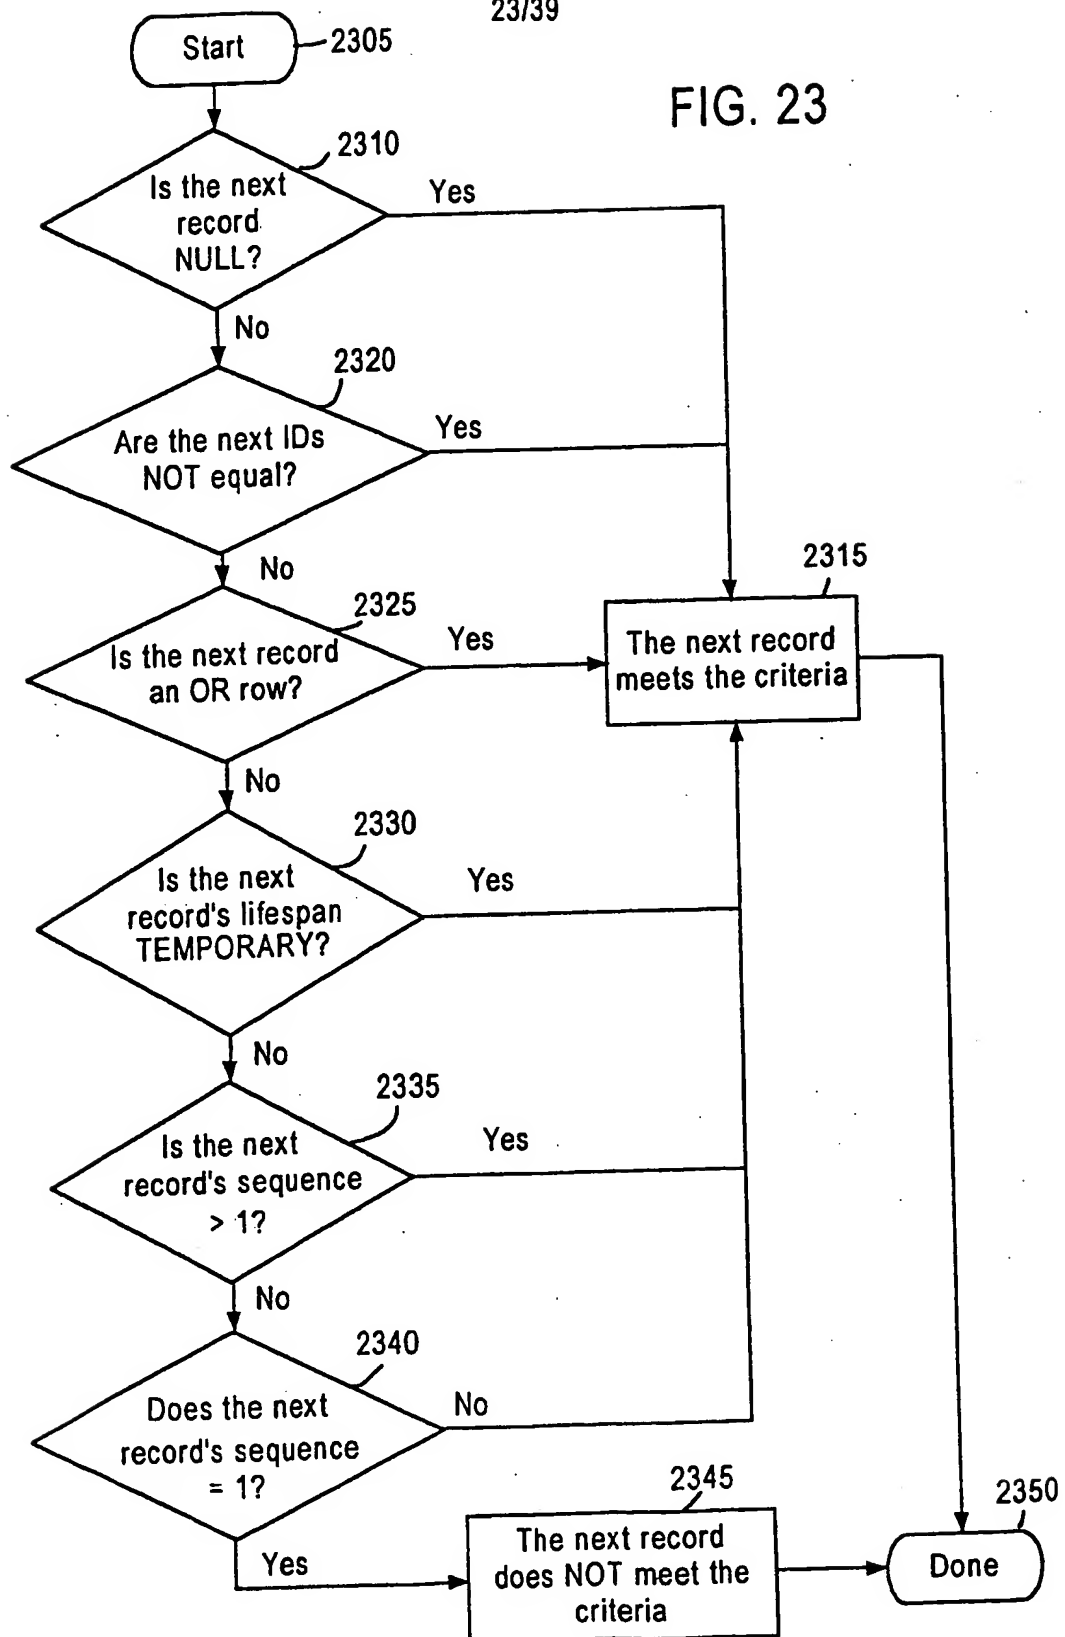 23/39
Start
2305
FIG. 23
2310
Is the next
record
NULL?
Yes
No
2320
Are the next IDs
NOT equal?
Yes
No
2325
Is the next record
an OR row?
Yes
2315
The next record
meets the criteria
No
2330
Is the next
record's lifespan
TEMPORARY?
Yes
No
2335
Is the next
record's sequence
> 1?
Yes
No
2340
Does the next
record's sequence
= 1?
No
Yes
2345
The next record
does NOT meet the
criteria
2350
Done